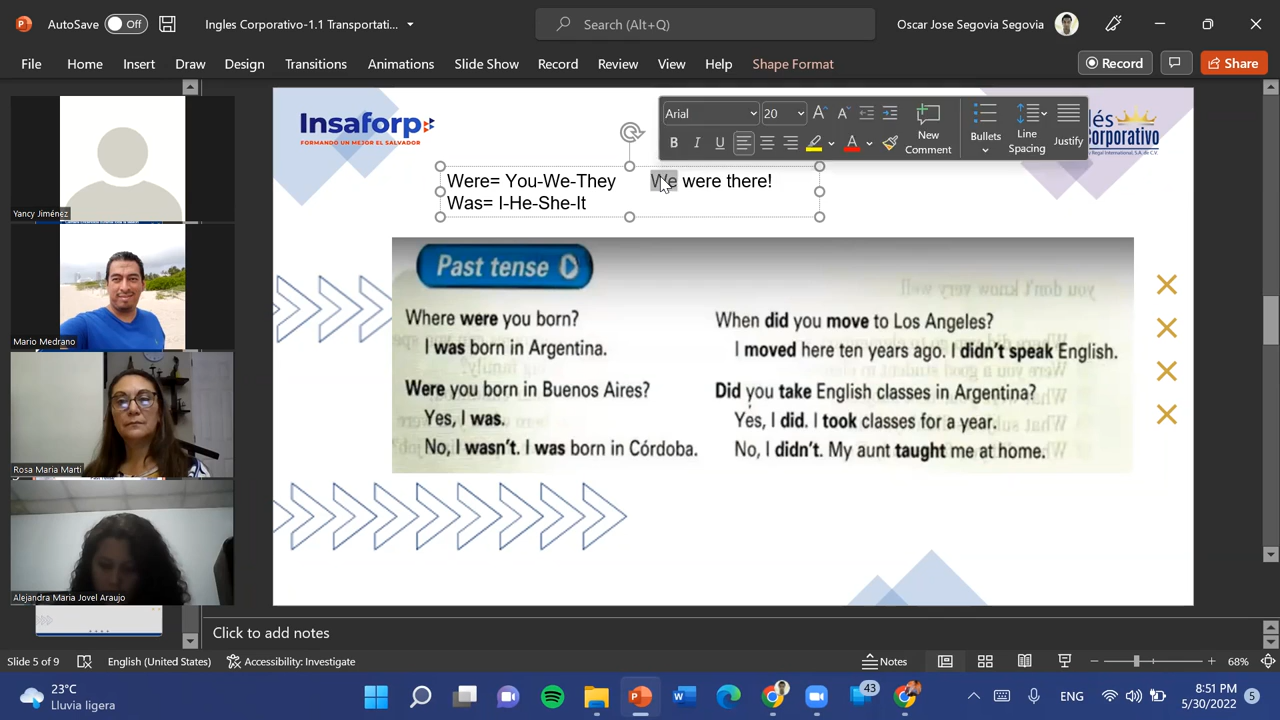 AutoSave Off Ingles Corporativo-1.1 Transportati... Search (Alt+Q) Oscar Jose Segovia Segovia
File Home Insert Draw Design Transitions Animations Slide Show Record Review View Help Shape Format Record Share
Arial 20 New Comment Bullets Line Spacing Justify
Insaforp
FORMANDO UN MEJOR EL SALVADOR
Were= You-We-They We were there!
Was= I-He-She-It
Past tense
Where were you born?
I was born in Argentina.
Were you born in Buenos Aires?
Yes, I was.
No, I wasn't. I was born in Córdoba.
When did you move to Los Angeles?
I moved here ten years ago. I didn't speak English.
Did you take English classes in Argentina?
Yes, I did. I took classes for a year.
No, I didn't. My aunt taught me at home.
Yancy Jiménez
Mario Medrano
Rosa Maria Marti
Alejandra Maria Jovel Araujo
Click to add notes
Slide 5 of 9 English (United States) Accessibility: Investigate Notes 68%
23°C
Lluvia ligera
43
ENG
8:51 PM
5/30/2022
5